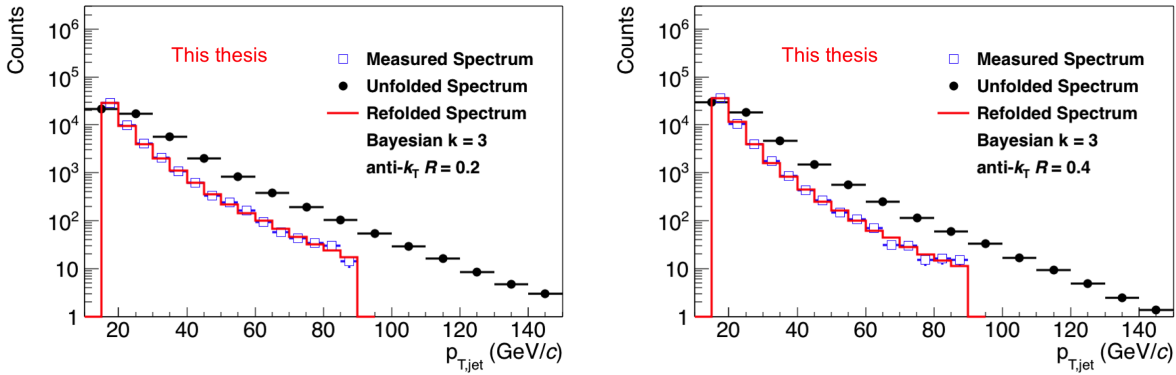 Counts
10⁶
10⁵
10⁴
10³
10²
10
1
This thesis
Measured Spectrum
Unfolded Spectrum
Refolded Spectrum
Bayesian k = 3
anti-kT R = 0.2
20 40 60 80 100 120 140
pT,jet (GeV/c)
Counts
10⁶
10⁵
10⁴
10³
10²
10
1
This thesis
Measured Spectrum
Unfolded Spectrum
Refolded Spectrum
Bayesian k = 3
anti-kT R = 0.4
20 40 60 80 100 120 140
pT,jet (GeV/c)